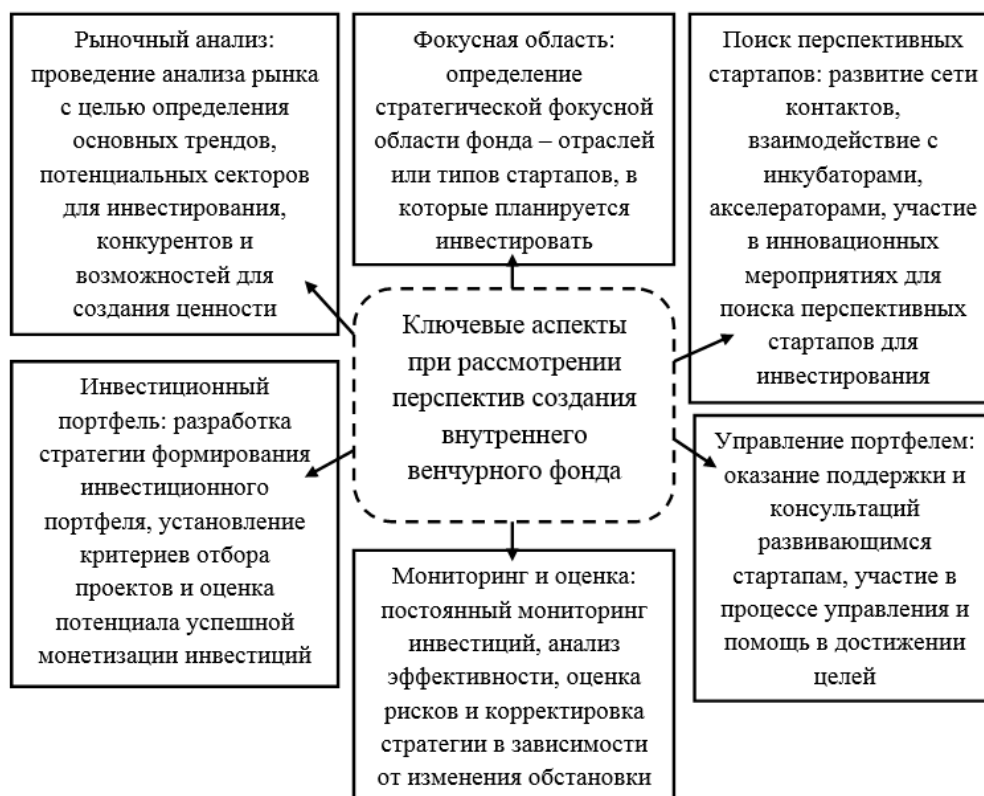 Рыночный анализ:
проведение анализа рынка
с целью определения
основных трендов,
потенциальных секторов
для инвестирования,
конкурентов и
возможностей для
создания ценности
Фокусная область:
определение
стратегической фокусной
области фонда – отраслей
или типов стартапов, в
которые планируется
инвестировать
Поиск перспективных
стартапов: развитие сети
контактов,
взаимодействие с
инкубаторами,
акселераторами, участие
в инновационных
мероприятиях для
поиска перспективных
стартапов для
инвестирования
Ключевые аспекты
при рассмотрении
перспектив создания
внутреннего
венчурного фонда
Инвестиционный
портфель: разработка
стратегии формирования
инвестиционного
портфеля, установление
критериев отбора
проектов и оценка
потенциала успешной
монетизации инвестиций
Управление портфелем:
оказание поддержки и
консультаций
развивающимся
стартапам, участие в
процессе управления и
помощь в достижении
целей
Мониторинг и оценка:
постоянный мониторинг
инвестиций, анализ
эффективности, оценка
рисков и корректировка
стратегии в зависимости
от изменения обстановки